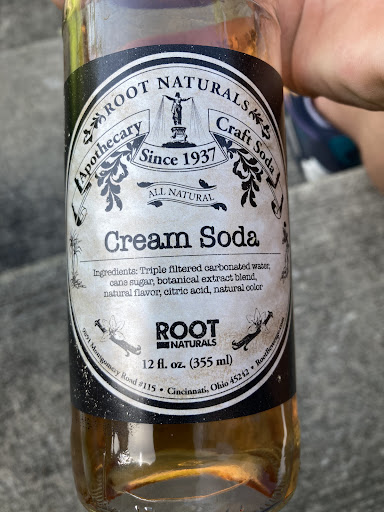 ROOT NATURALS
Apothecary
Craft Soda
Since 1937
ALL NATURAL
Cream Soda
Ingredients: Triple filtered carbonated water,
cane sugar, botanical extract blend,
natural flavor, citric acid, natural color
ROOT
NATURALS
12 fl. oz. (355 ml)
Montgomery Road #115 • Cincinnati, Ohio 45242 •